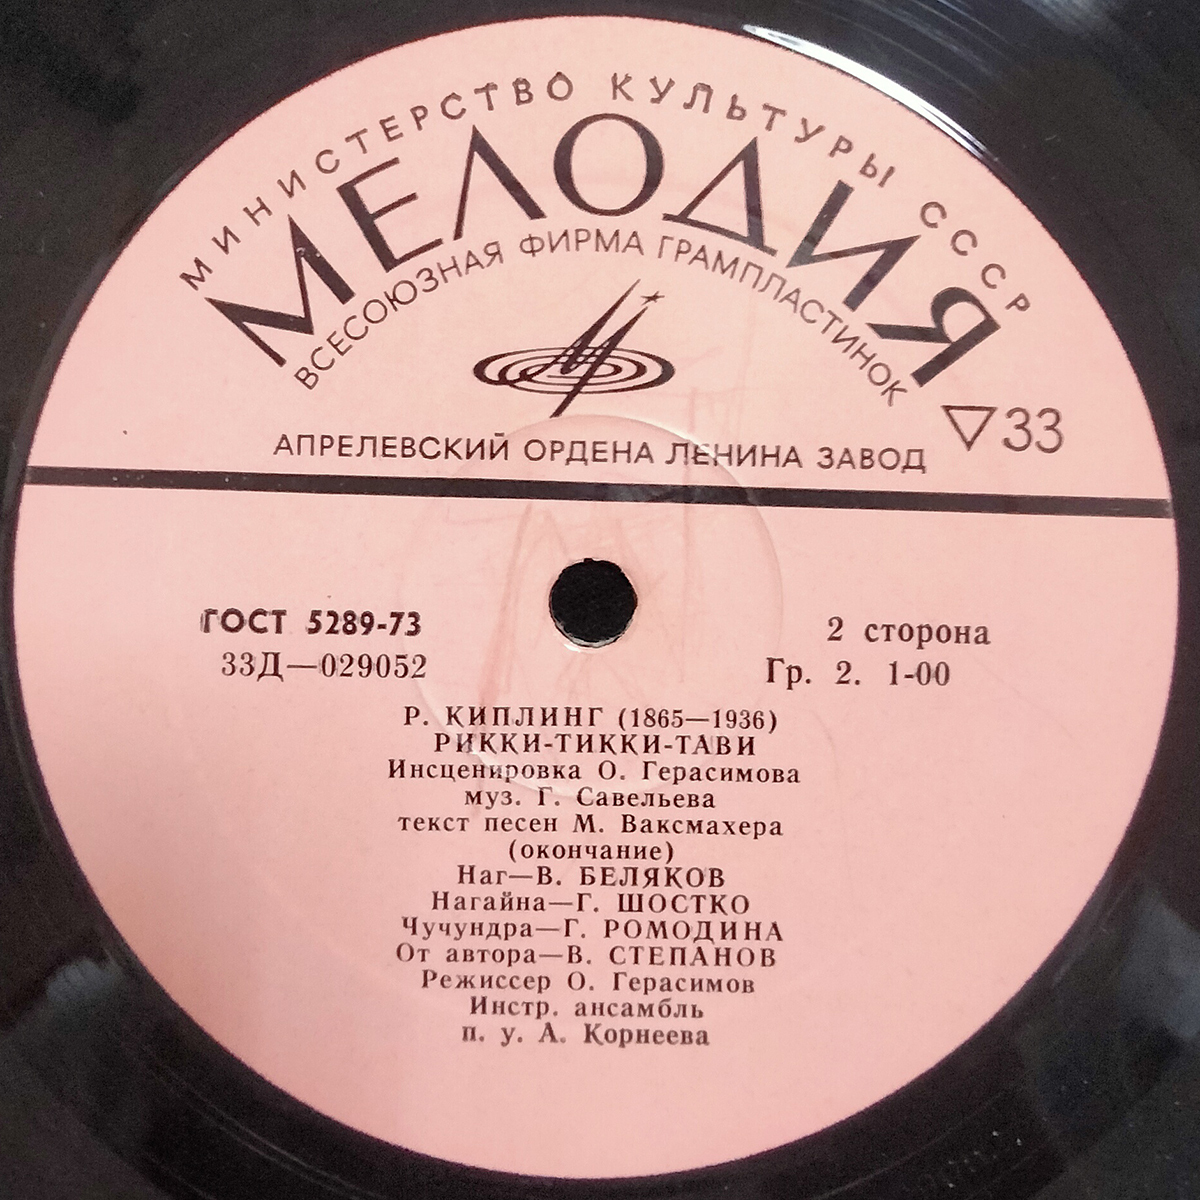 МИНИСТЕРСТВО КУЛЬТУРЫ СССР
МЕЛОДИЯ
ВСЕСОЮЗНАЯ ФИРМА ГРАМПЛАСТИНОК
▽33
АПРЕЛЕВСКИЙ ОРДЕНА ЛЕНИНА ЗАВОД
ГОСТ 5289-73
2 сторона
33Д—029052
Гр. 2. 1-00
Р. КИПЛИНГ (1865—1936)
РИККИ-ТИККИ-ТАВИ
Инсценировка О. Герасимова
муз. Г. Савельева
текст песен М. Ваксмахера
(окончание)
Наг—В. БЕЛЯКОВ
Нагайна—Г. ШОСТКО
Чучундра—Г. РОМОДИНА
От автора—В. СТЕПАНОВ
Режиссер О. Герасимов
Инстр. ансамбль
п. у. А. Корнеева